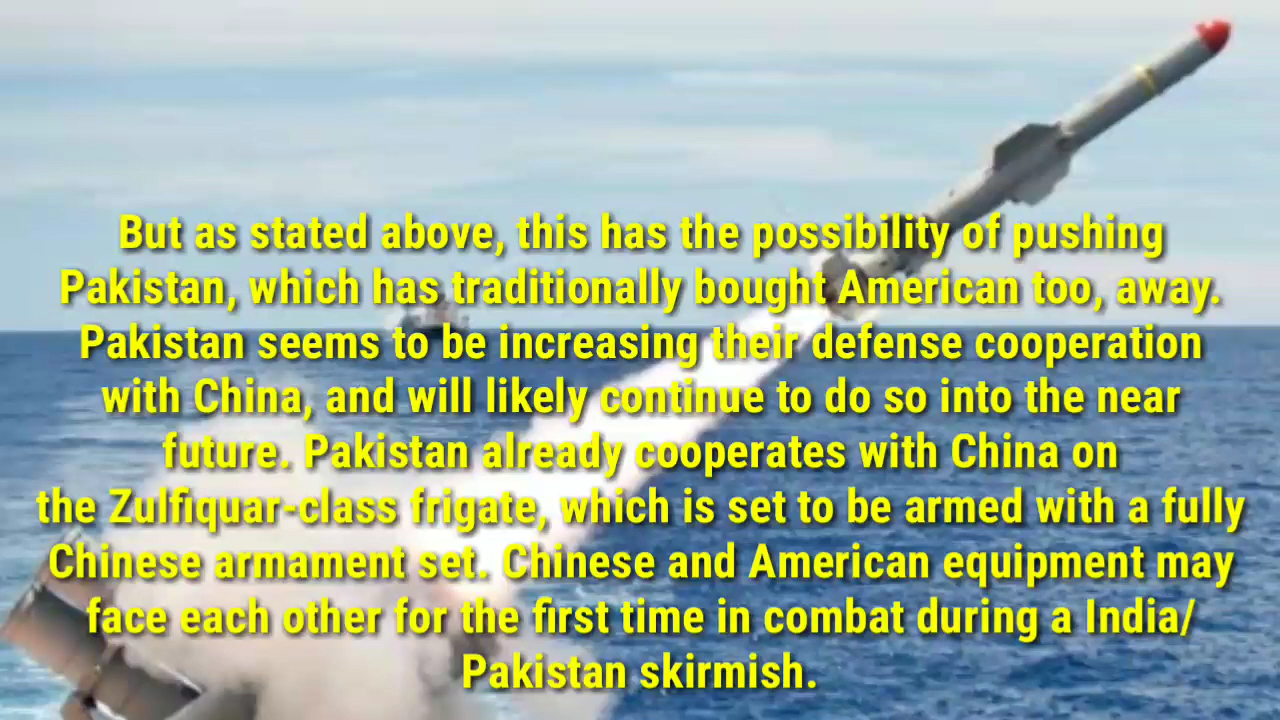 But as stated above, this has the possibility of pushing
Pakistan, which has traditionally bought American too, away.
Pakistan seems to be increasing their defense cooperation
with China, and will likely continue to do so into the near
future. Pakistan already cooperates with China on
the Zulfiquar-class frigate, which is set to be armed with a fully
Chinese armament set. Chinese and American equipment may
face each other for the first time in combat during a India/
Pakistan skirmish.